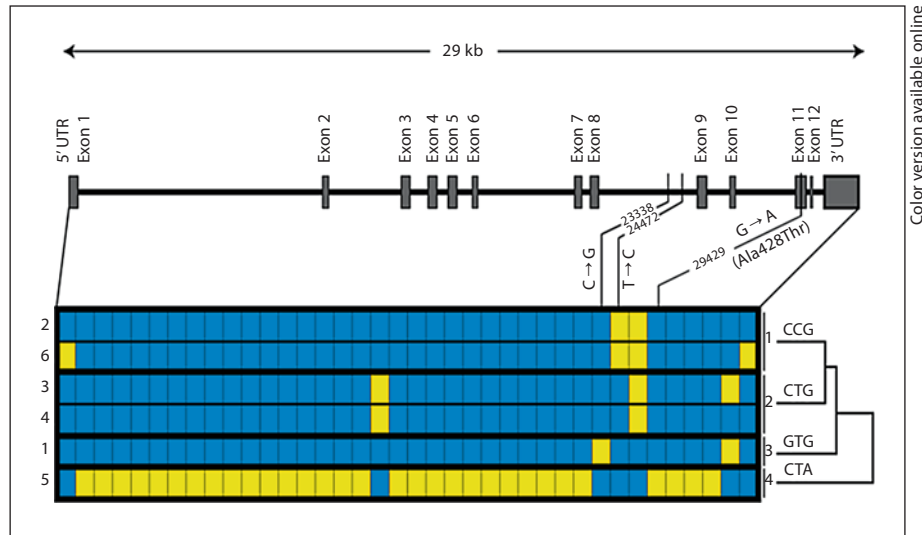 Color version available online
29 kb
5' UTR
Exon 1
Exon 2
Exon 3
Exon 4
Exon 5
Exon 6
Exon 7
Exon 8
Exon 9
Exon 10
Exon 11
Exon 12
3' UTR
23338
24472
29429
C → G
T → C
G → A
(Ala428Thr)
2
6
3
4
1
5
1 CCG
2 CTG
3 GTG
4 CTA